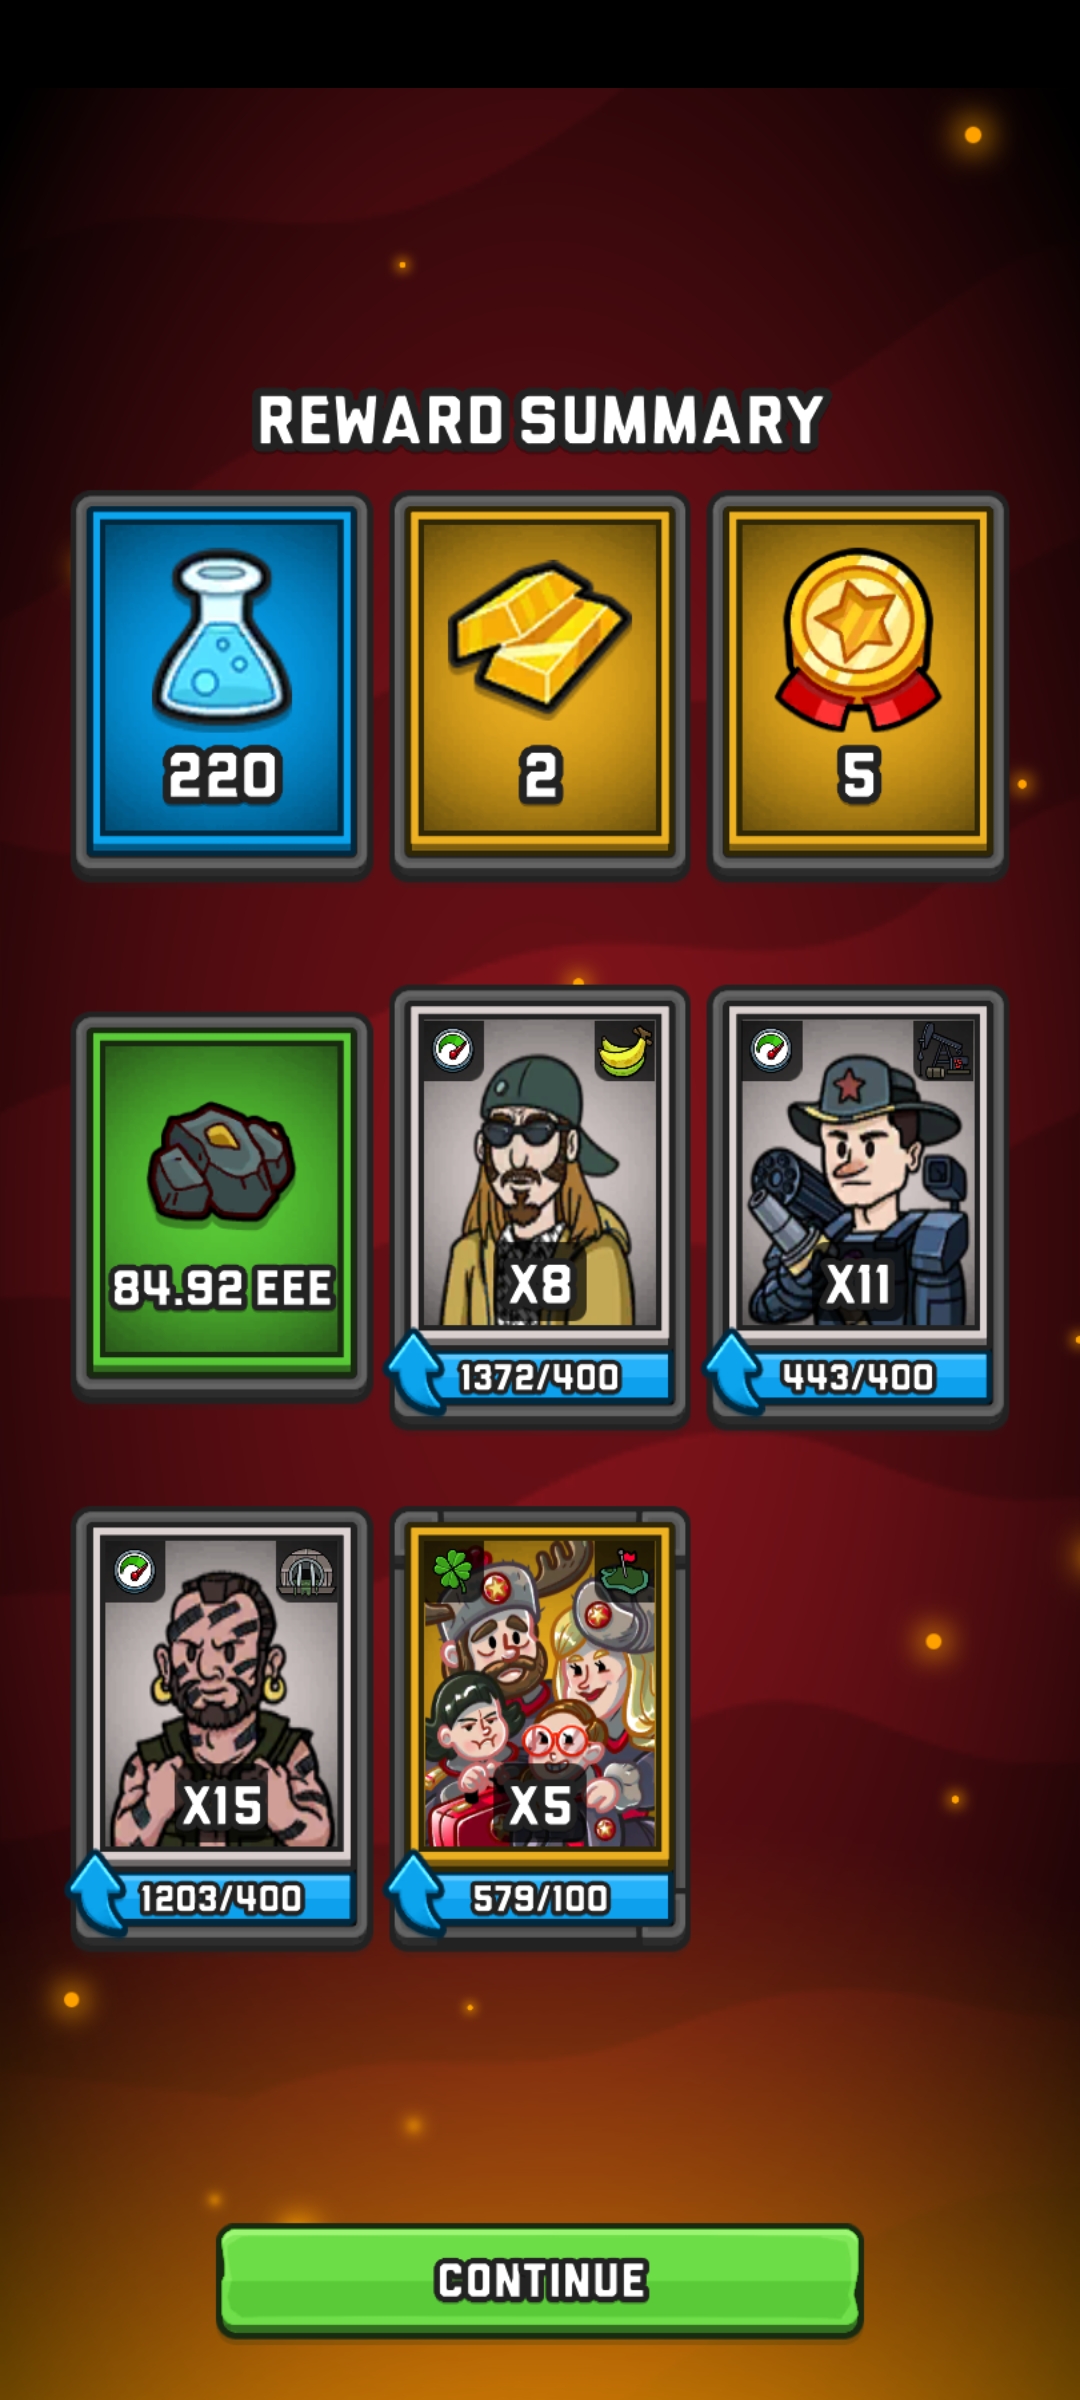 REWARD SUMMARY
220
2
5
84.92 EEE
X8
1372/400
X11
443/400
X15
1203/400
X5
579/100
CONTINUE